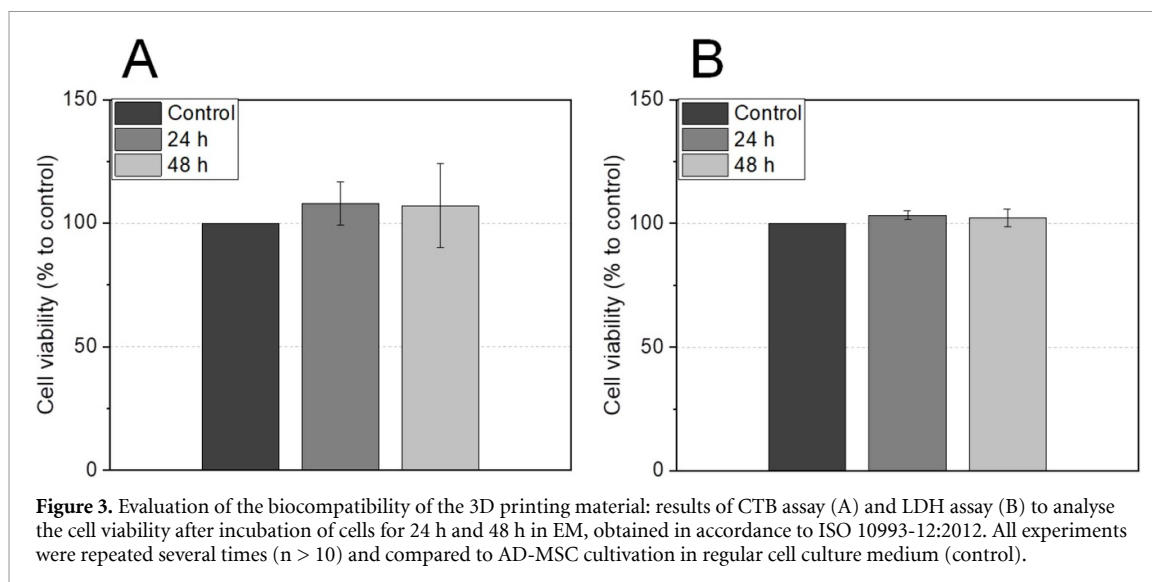 A
150
Control
24 h
48 h
100
50
0
Cell viability (% to control)
B
150
Control
24 h
48 h
100
50
0
Cell viability (% to control)
Figure 3. Evaluation of the biocompatibility of the 3D printing material: results of CTB assay (A) and LDH assay (B) to analyse
the cell viability after incubation of cells for 24 h and 48 h in EM, obtained in accordance to ISO 10993-12:2012. All experiments
were repeated several times (n > 10) and compared to AD-MSC cultivation in regular cell culture medium (control).